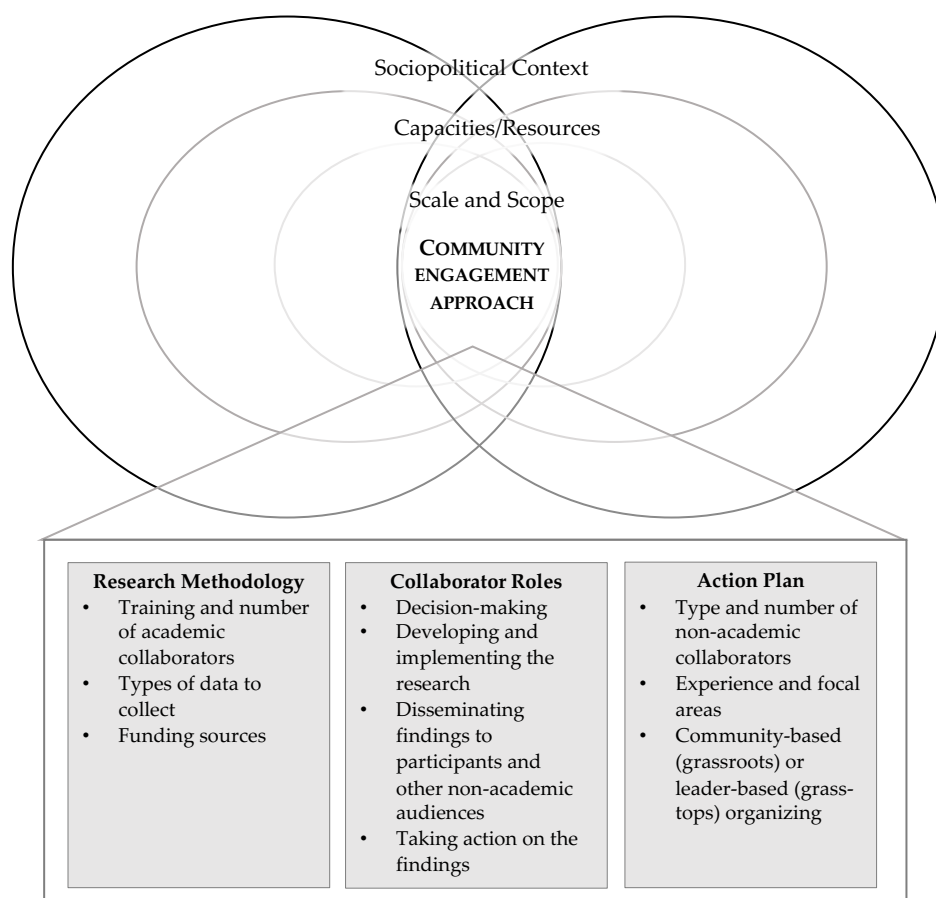 Sociopolitical Context
Capacities/Resources
Scale and Scope
COMMUNITY
ENGAGEMENT
APPROACH
Research Methodology
• Training and number
of academic
collaborators
• Types of data to
collect
• Funding sources
Collaborator Roles
• Decision-making
• Developing and
implementing the
research
• Disseminating
findings to
participants and
other non-academic
audiences
• Taking action on the
findings
Action Plan
• Type and number of
non-academic
collaborators
• Experience and focal
areas
• Community-based
(grassroots) or
leader-based (grass-
tops) organizing